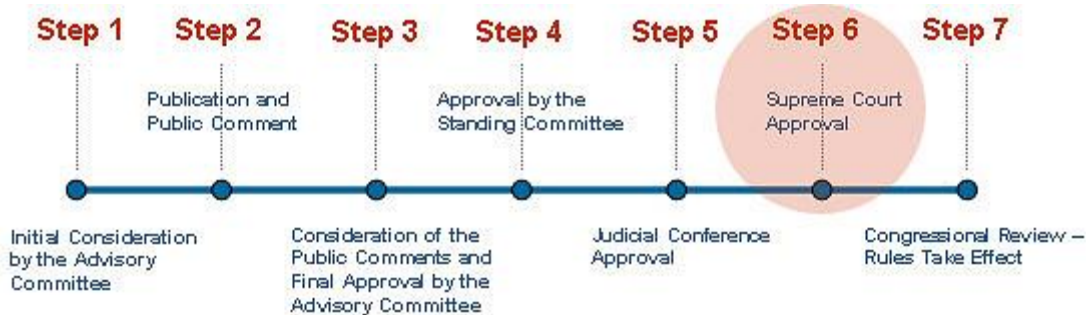 Step 1
Step 2
Step 3
Step 4
Step 5
Step 6
Step 7
Publication and
Public Comment
Approval by the
Standing Committee
Supreme Court
Approval
Initial Consideration
by the Advisory
Committee
Consideration of the
Public Comments and
Final Approval by the
Advisory Committee
Judicial Conference
Approval
Congressional Review –
Rules Take Effect